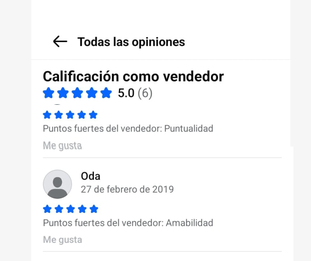 Todas las opiniones
Calificación como vendedor
5.0 (6)
Puntos fuertes del vendedor: Puntualidad
Me gusta
Oda
27 de febrero de 2019
Puntos fuertes del vendedor: Amabilidad
Me gusta